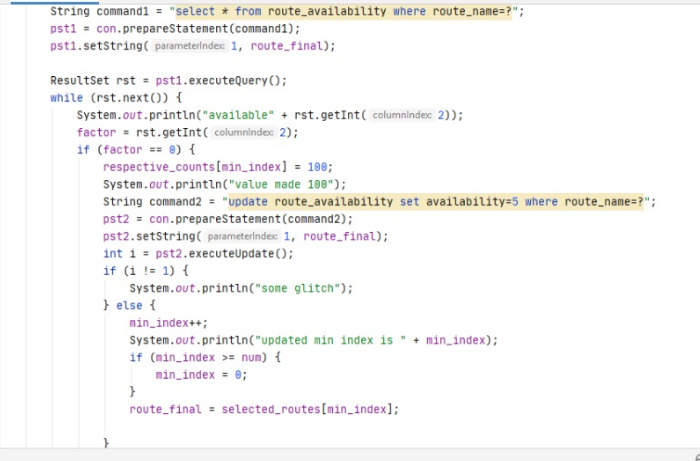 String command1 = "select * from route_availability where route_name=?";
pst1 = con.prepareStatement(command1);
pst1.setString( parameterIndex: 1, route_final);
ResultSet rst = pst1.executeQuery();
while (rst.next()) {
System.out.println("available" + rst.getInt( columnIndex: 2));
factor = rst.getInt( columnIndex: 2);
if (factor == 0) {
respective_counts[min_index] = 100;
System.out.println("value made 100");
String command2 = "update route_availability set availability=5 where route_name=?";
pst2 = con.prepareStatement(command2);
pst2.setString( parameterIndex: 1, route_final);
int i = pst2.executeUpdate();
if (i != 1) {
System.out.println("some glitch");
} else {
min_index++;
System.out.println("updated min index is " + min_index);
if (min_index >= num) {
min_index = 0;
}
route_final = selected_routes[min_index];
}